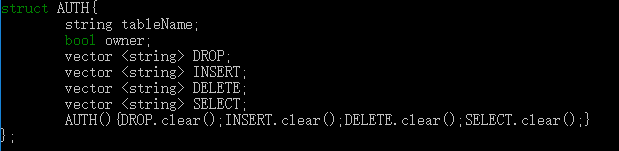 struct AUTH{
string tableName;
bool owner;
vector <string> DROP;
vector <string> INSERT;
vector <string> DELETE;
vector <string> SELECT;
AUTH(){DROP.clear();INSERT.clear();DELETE.clear();SELECT.clear();}
};